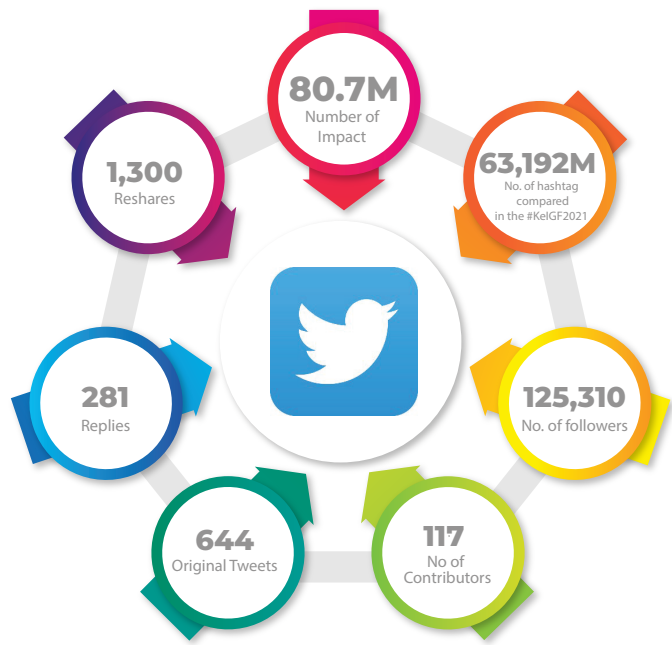 80.7M
Number of
Impact
63,192M
No. of hashtag
compared
in the #KeIGF2021
125,310
No. of followers
117
No of
Contributors
644
Original Tweets
281
Replies
1,300
Reshares